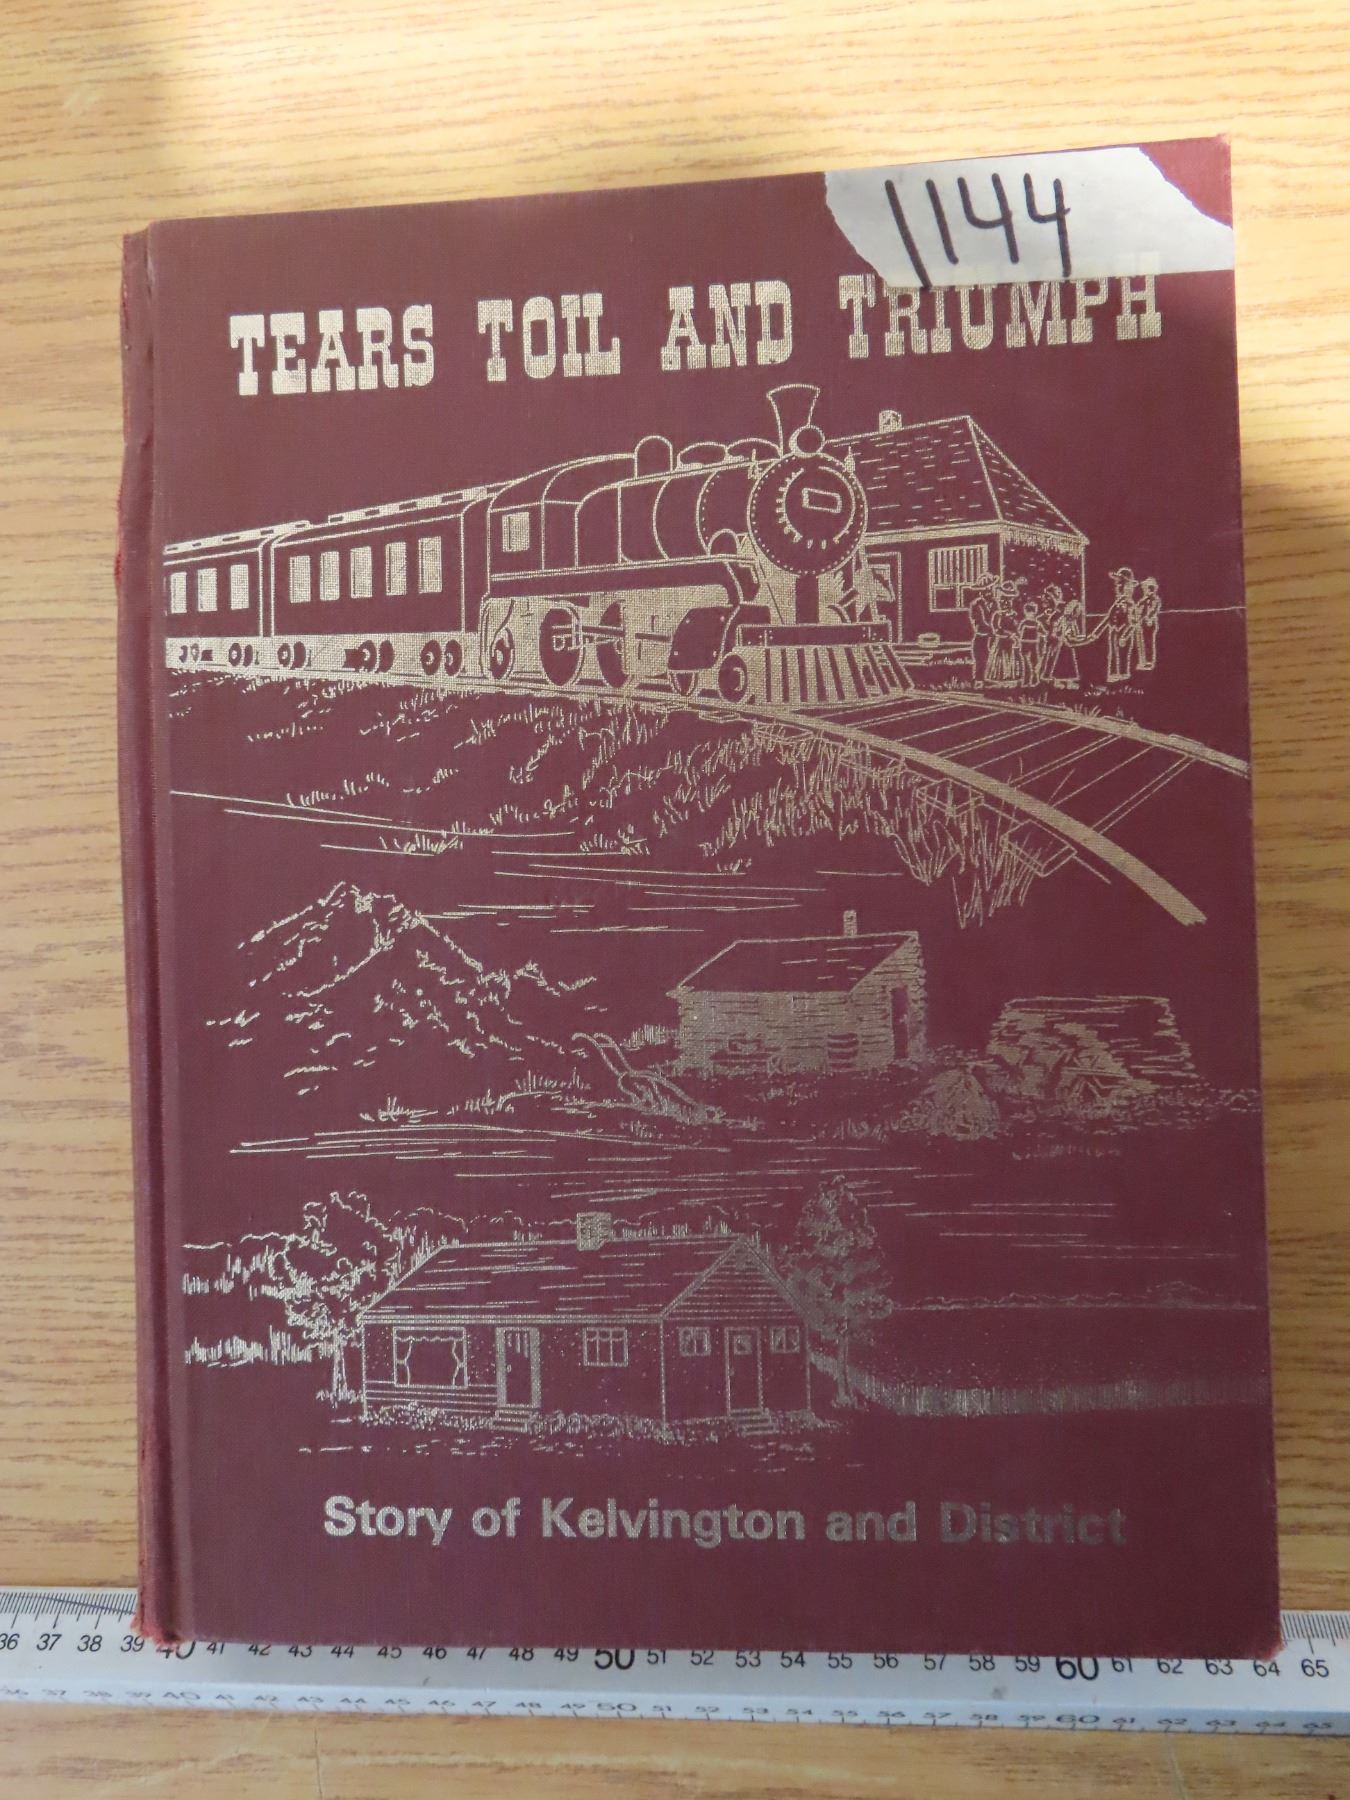 1144
TEARS TOIL AND TRIUMPH
Story of Kelvington and District
36 37 38 39 40 41 42 43 44 45 46 47 48 49 50 51 52 53 54 55 56 57 58 59 60 61 62 63 64 65